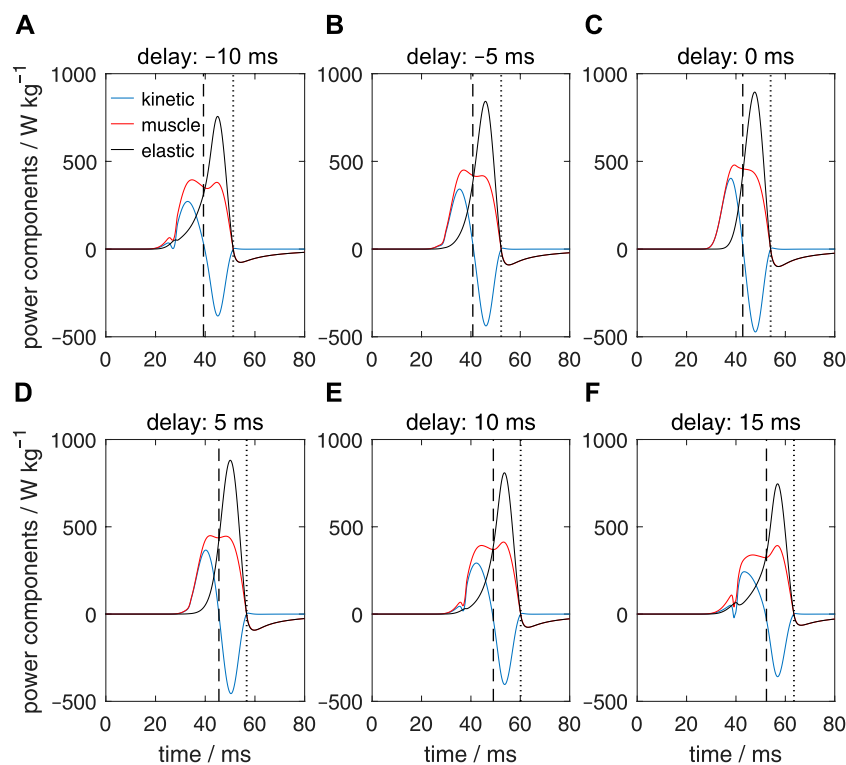 A B C
delay: −10 ms delay: −5 ms delay: 0 ms
power components / W kg⁻¹
1000 1000 1000
kinetic
muscle
elastic
500 500 500
0 0 0
−500 −500 −500
0 20 40 60 80 0 20 40 60 80 0 20 40 60 80
D E F
delay: 5 ms delay: 10 ms delay: 15 ms
power components / W kg⁻¹
1000 1000 1000
500 500 500
0 0 0
−500 −500 −500
0 20 40 60 80 0 20 40 60 80 0 20 40 60 80
time / ms time / ms time / ms